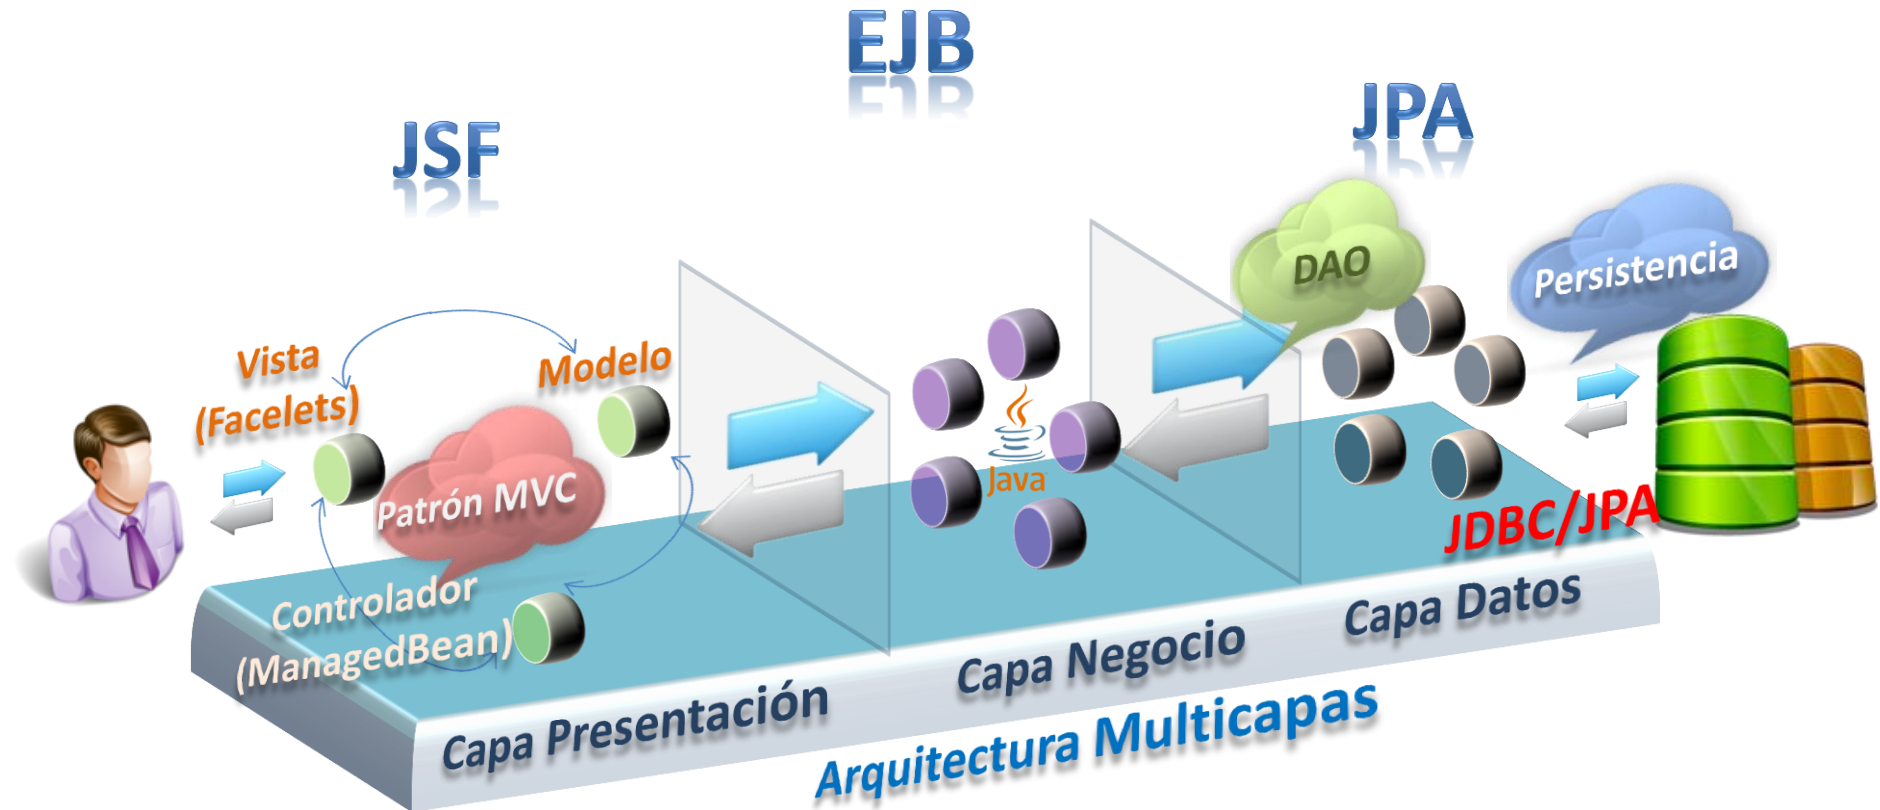 EJB
JSF
JPA
DAO
Persistencia
Vista
(Facelets)
Modelo
Patrón MVC
Java
JDBC/JPA
Controlador
(ManagedBean)
Capa Presentación
Capa Negocio
Capa Datos
Arquitectura Multicapas